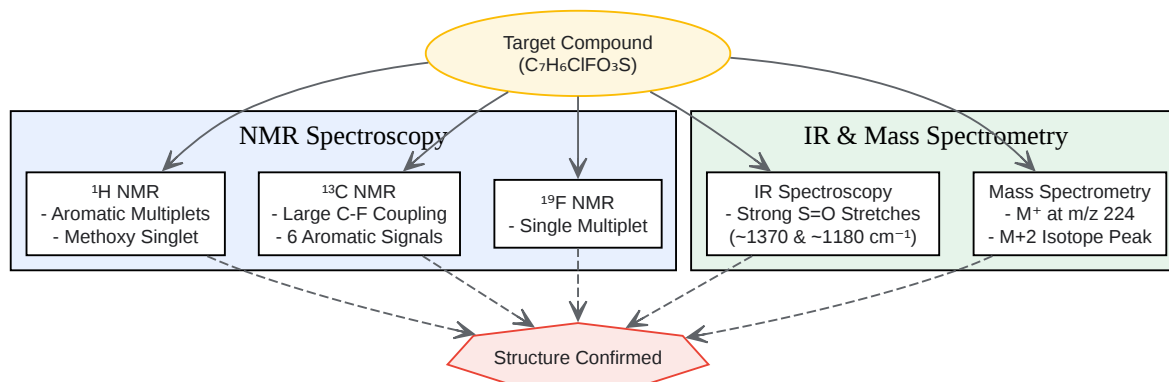 Target Compound
(C₇H₆ClFO₃S)
NMR Spectroscopy
IR & Mass Spectrometry
¹H NMR
- Aromatic Multiplets
- Methoxy Singlet
¹³C NMR
- Large C-F Coupling
- 6 Aromatic Signals
¹⁹F NMR
- Single Multiplet
IR Spectroscopy
- Strong S=O Stretches
(~1370 & ~1180 cm⁻¹)
Mass Spectrometry
- M⁺ at m/z 224
- M+2 Isotope Peak
Structure Confirmed